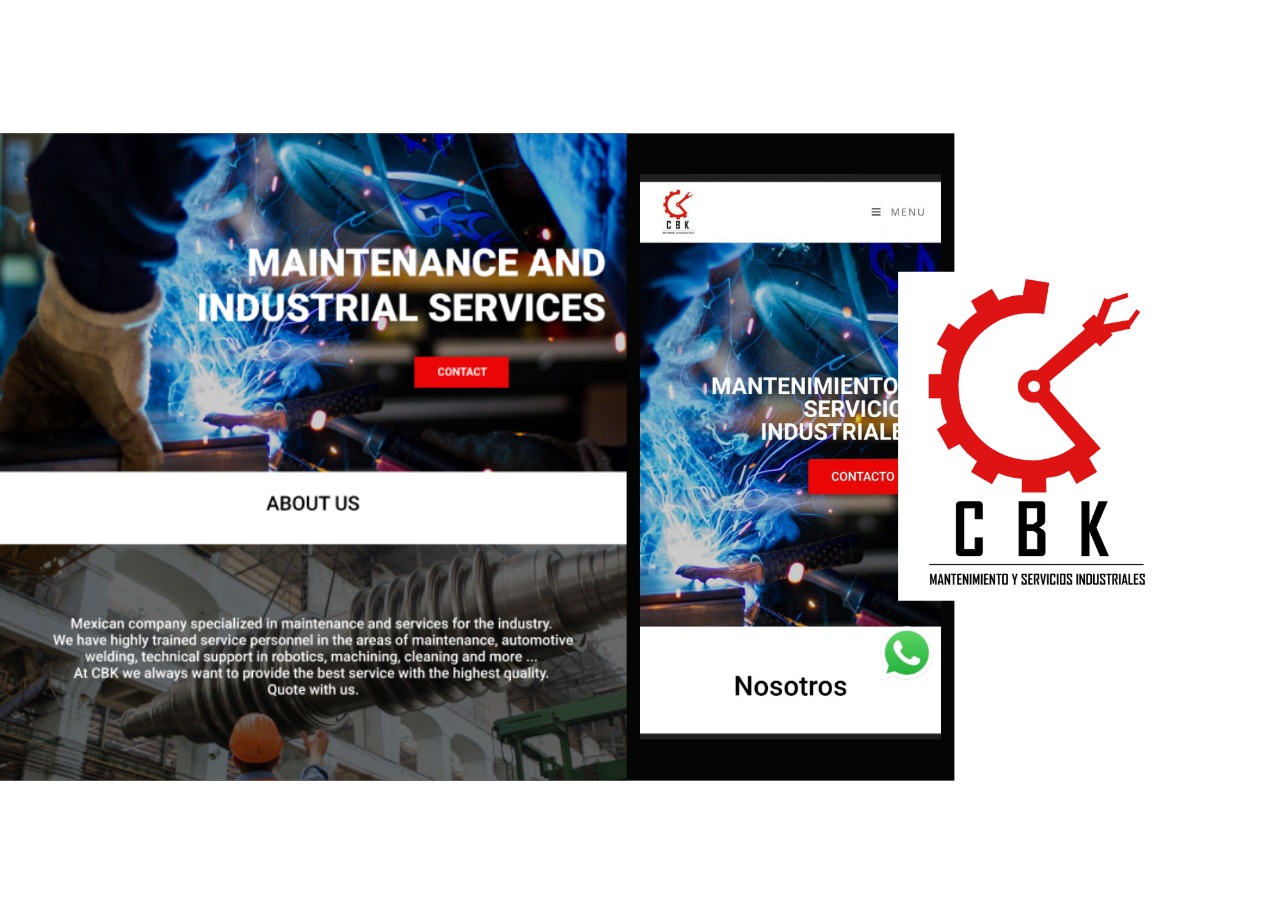 MAINTENANCE AND
INDUSTRIAL SERVICES
CONTACT
ABOUT US
Mexican company specialized in maintenance and services for the industry.
We have highly trained service personnel in the areas of maintenance, automotive
welding, technical support in robotics, machining, cleaning and more ...
At CBK we always want to provide the best service with the highest quality.
Quote with us.
CBK
MENU
MANTENIMIENTO
SERVICIO
INDUSTRIALE
CONTACTO
Nosotros
CBK
MANTENIMIENTO Y SERVICIOS INDUSTRIALES